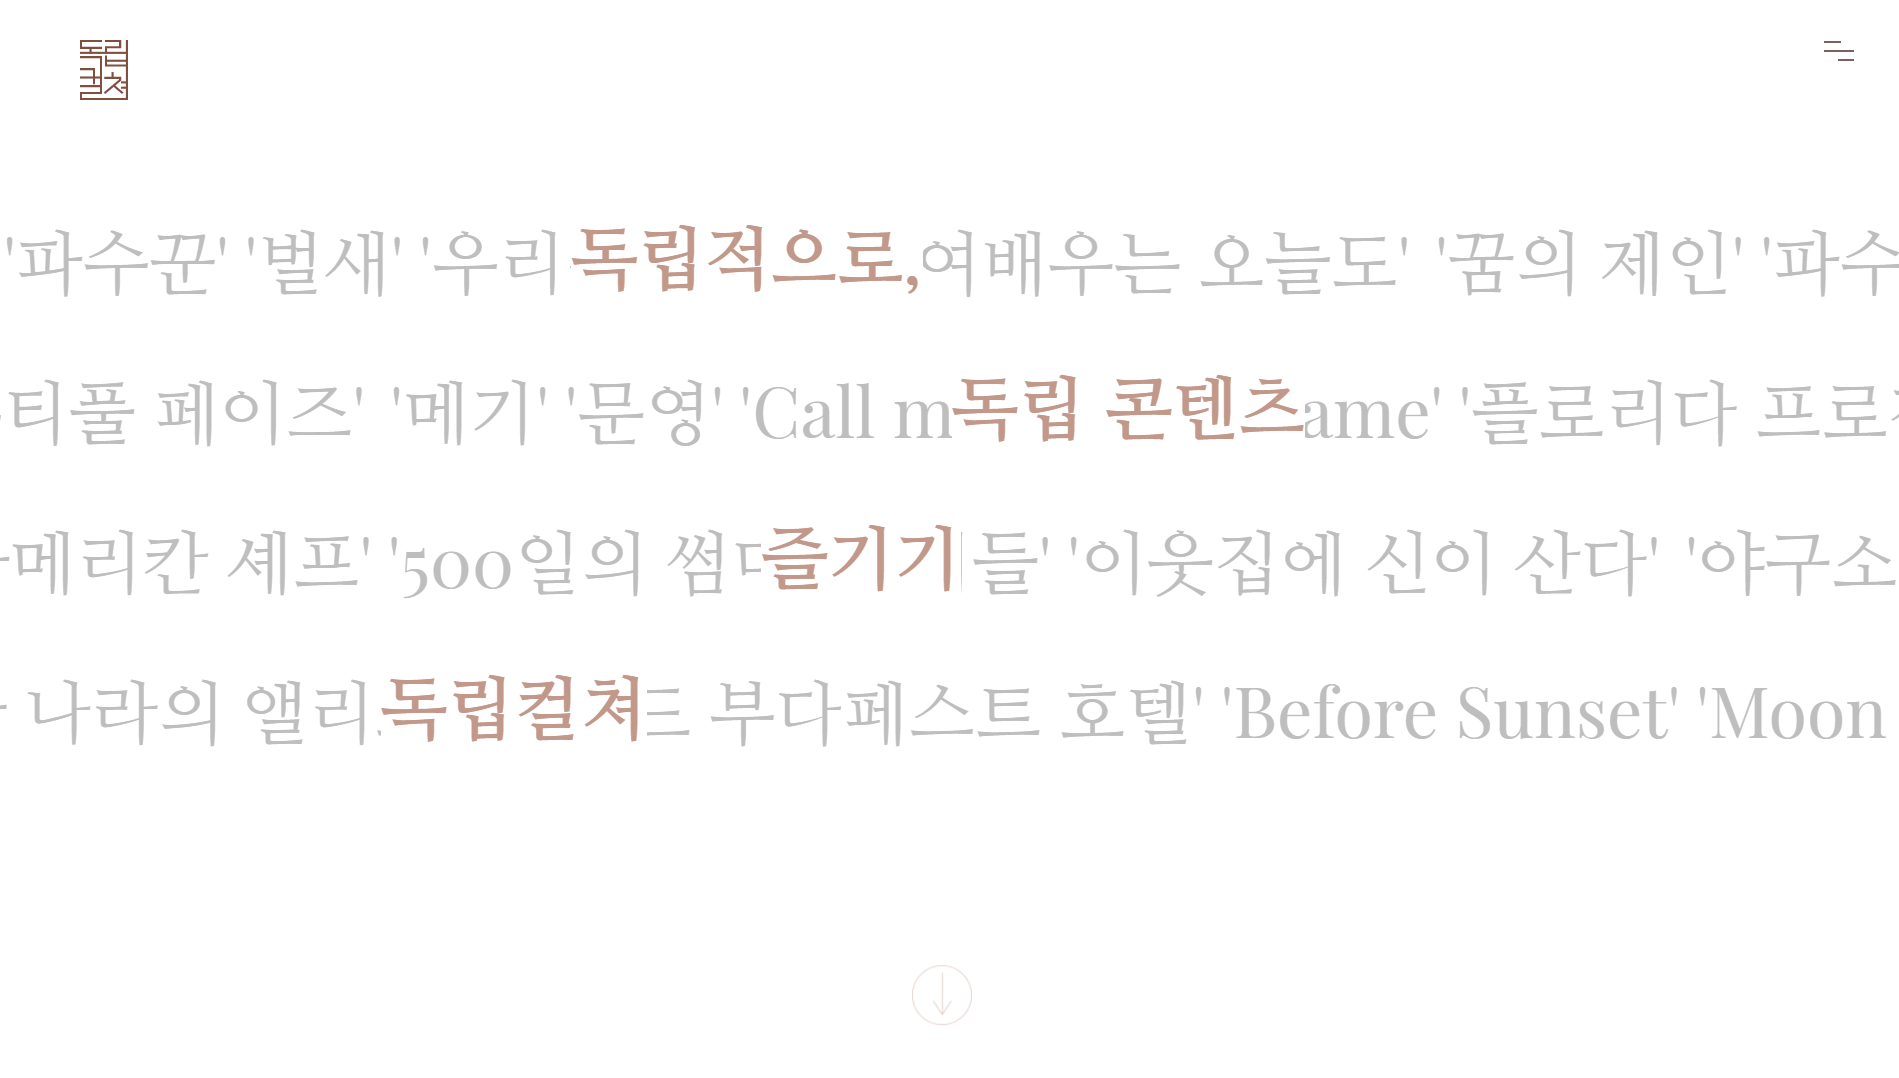 독립컬쳐
'파수꾼' '벌새' '우리 독립적으로, 여배우는 오늘도' '꿈의 제인' '파수
티풀 페이즈' '메기' '문영' 'Call m 독립 콘텐츠 ame' '플로리다 프로
메리칸 셰프' '500일의 썸 즐기기 들' '이웃집에 신이 산다' '야구소
나라의 앨리 독립컬쳐 부다페스트 호텔' 'Before Sunset' 'Moon